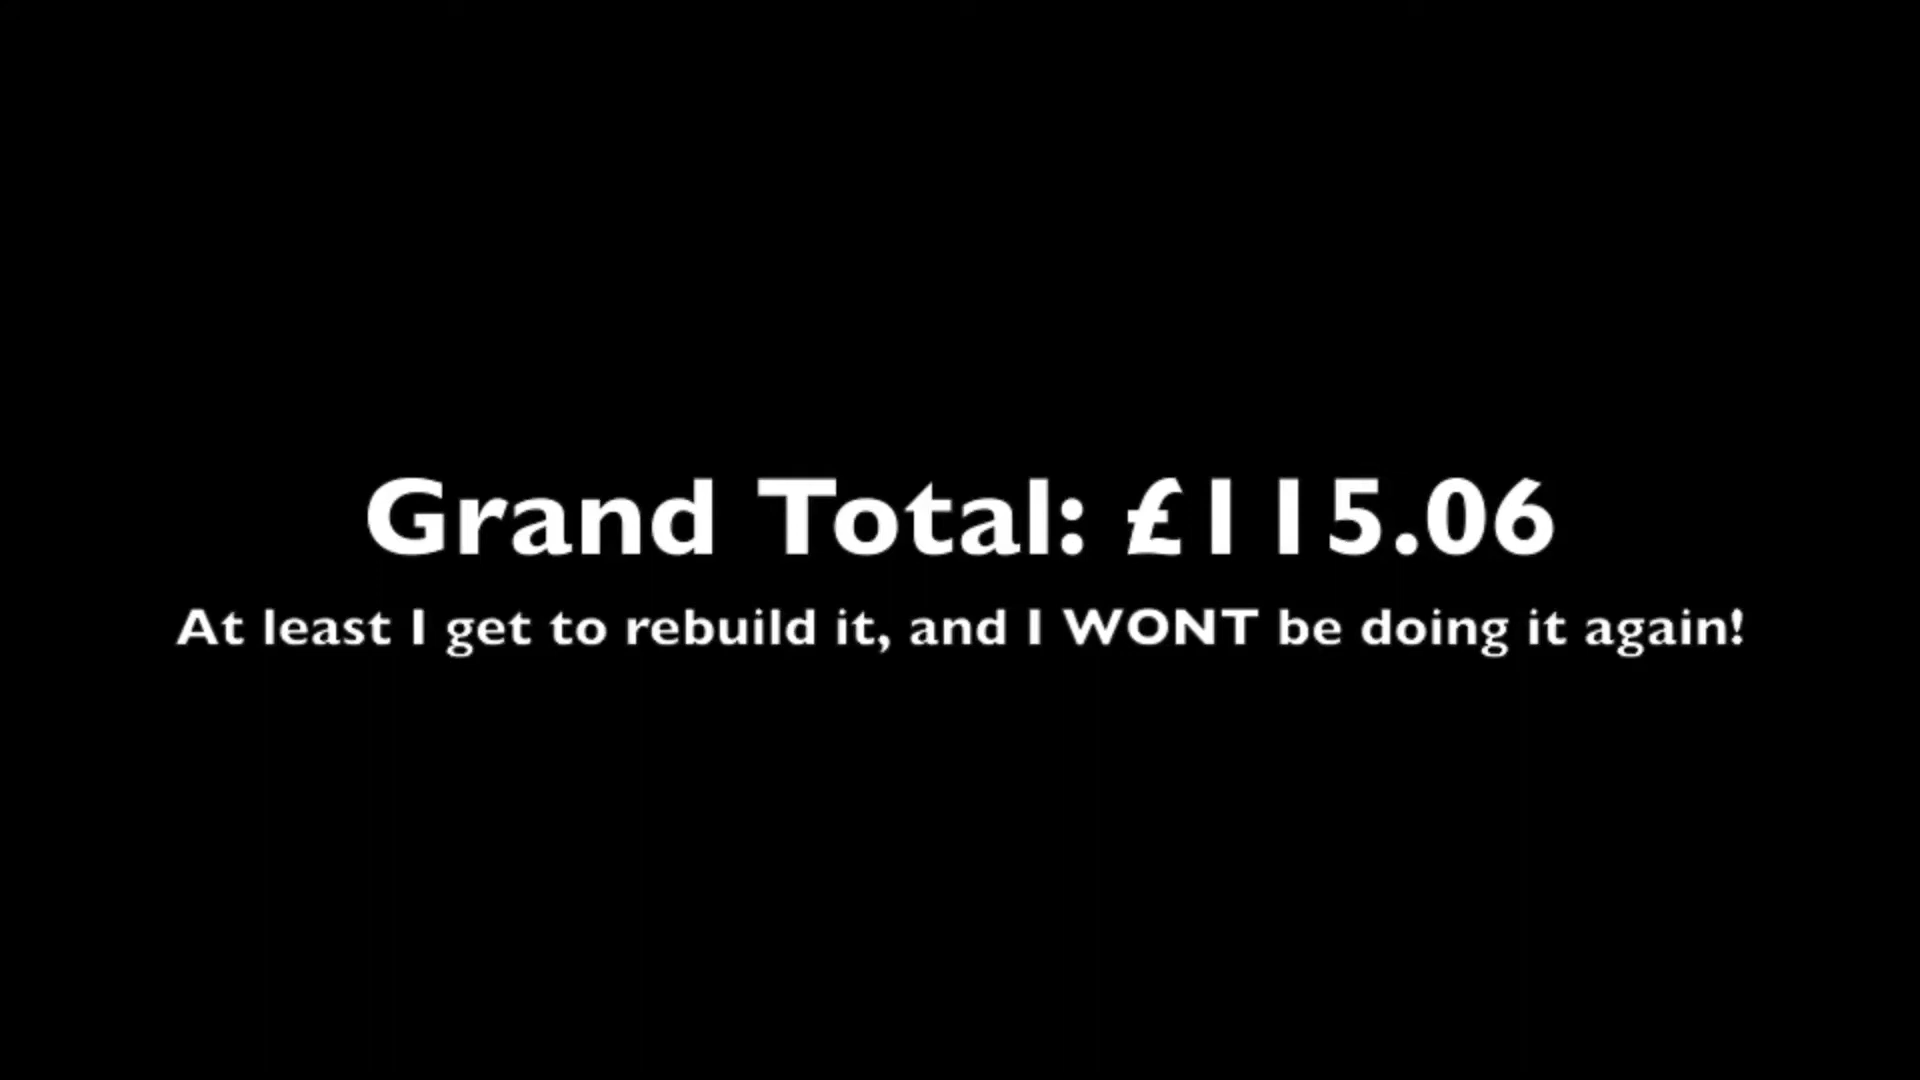 Grand Total: £115.06
At least I get to rebuild it, and I WONT be doing it again!